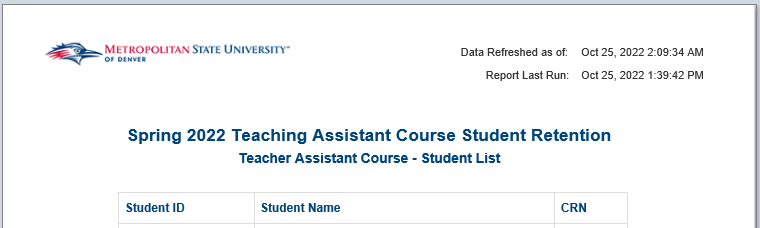 METROPOLITAN STATE UNIVERSITY™
OF DENVER
Data Refreshed as of: Oct 25, 2022 2:09:34 AM
Report Last Run: Oct 25, 2022 1:39:42 PM
Spring 2022 Teaching Assistant Course Student Retention
Teacher Assistant Course - Student List
Student ID Student Name CRN